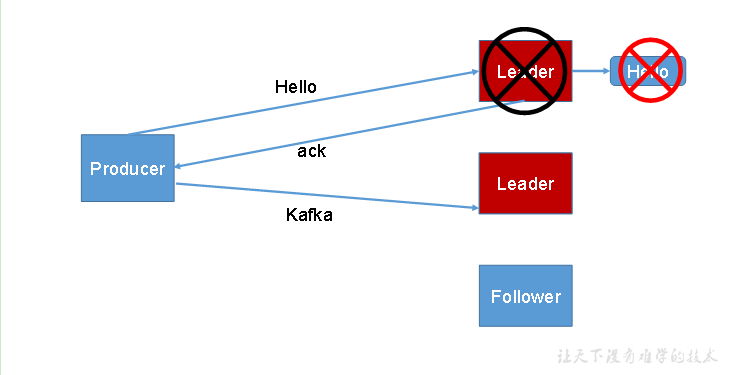 Leader
Hello
Hello
ack
Producer
Leader
Kafka
Follower
让天下没有难学的技术